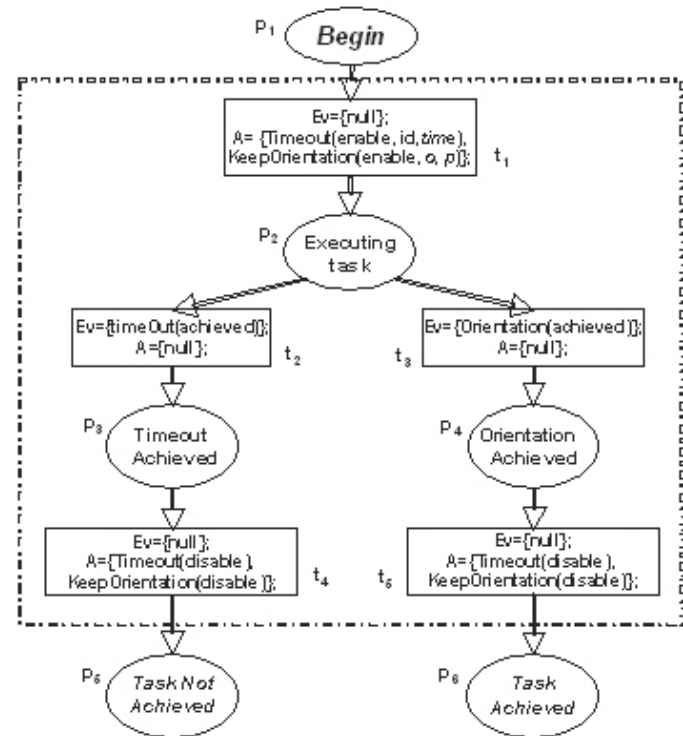 P1
Begin
Ev={null};
A= {Timeout(enable, id,time),
KeepOrientation(enable, o, p)};
t1
P2
Executing
task
Ev={timeOut(achieved)};
A={null};
t2
Ev={Orientation(achieved)};
A={null};
t3
P3
Timeout
Achieved
P4
Orientation
Achieved
Ev={null};
A={Timeout(disable),
KeepOrientation(disable)};
t4
Ev={null};
A={Timeout(disable),
KeepOrientation(disable)};
t5
P5
Task Not
Achieved
P6
Task
Achieved